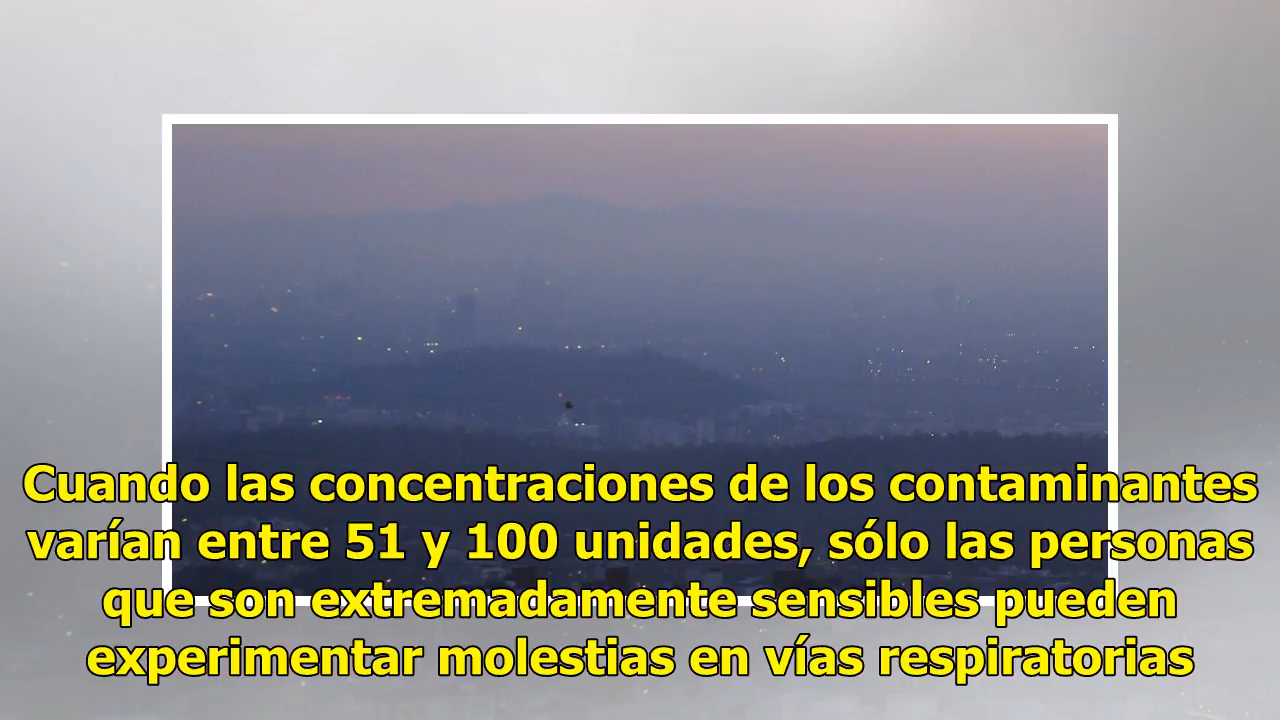 Cuando las concentraciones de los contaminantes
varían entre 51 y 100 unidades, sólo las personas
que son extremadamente sensibles pueden
experimentar molestias en vías respiratorias